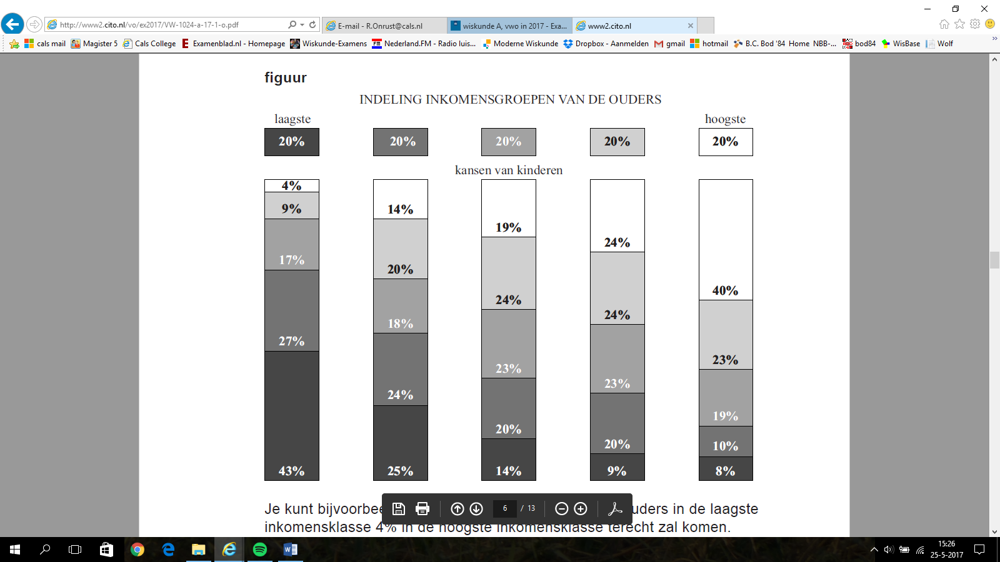 http://www2.cito.nl/vo/ex2017/VW-1024-a-17-1-o.pdf
E-mail - R.Onrust@cals.nl
wiskunde A, vwo in 2017 - Exa...
www2.cito.nl
cals mail
Magister 5
Cals College
Examenblad.nl - Homepage
Wiskunde-Examens
Nederland.FM - Radio luis...
Moderne Wiskunde
Dropbox - Aanmelden
gmail
hotmail
B.C. Bod '84 Home NBB-...
bod84
WisBase
Wolf
figuur
INDELING INKOMENSGROEPEN VAN DE OUDERS
laagste hoogste
20% 20% 20% 20% 20%
kansen van kinderen
4%
9% 14%
19%
24%
17%
20%
40%
24%
24%
18%
27%
23%
23%
23%
24%
19%
20%
20%
10%
43% 25% 14% 9% 8%
6 / 13
Je kunt bijvoorbee uders in de laagste
inkomensklasse 4% in de hoogste inkomensklasse terecht zal komen.
15:26
25-5-2017